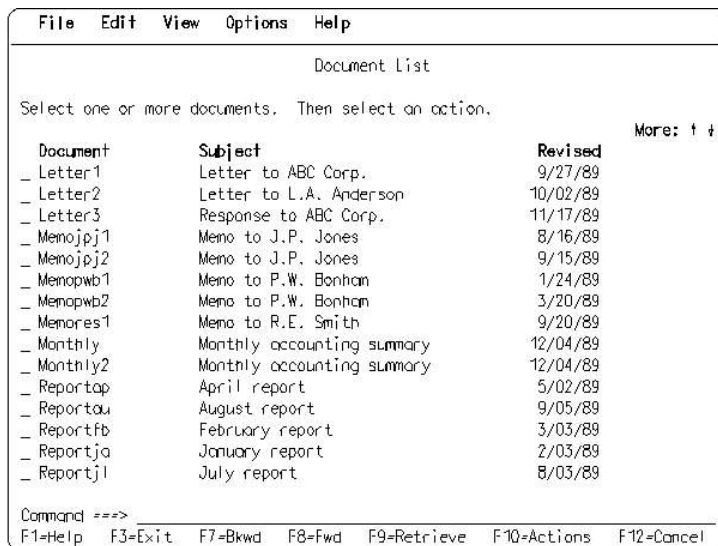 File Edit View Options Help
Document List
Select one or more documents. Then select an action.
More: ↑ ↓
Document Subject Revised
_ Letter1 Letter to ABC Corp. 9/27/89
_ Letter2 Letter to L.A. Anderson 10/02/89
_ Letter3 Response to ABC Corp. 11/17/89
_ Memojpj1 Memo to J.P. Jones 8/16/89
_ Memojpj2 Memo to J.P. Jones 9/15/89
_ Memopwb1 Memo to P.W. Bonham 1/24/89
_ Memopwb2 Memo to P.W. Bonham 3/20/89
_ Memores1 Memo to R.E. Smith 9/20/89
_ Monthly Monthly accounting summary 12/04/89
_ Monthly2 Monthly accounting summary 12/04/89
_ Reportap April report 5/02/89
_ Reportau August report 9/05/89
_ Reportfb February report 3/03/89
_ Reportja January report 2/03/89
_ Reportjl July report 8/03/89
Command ===>
F1=Help F3=Exit F7=Bkwd F8=Fwd F9=Retrieve F10=Actions F12=Cancel